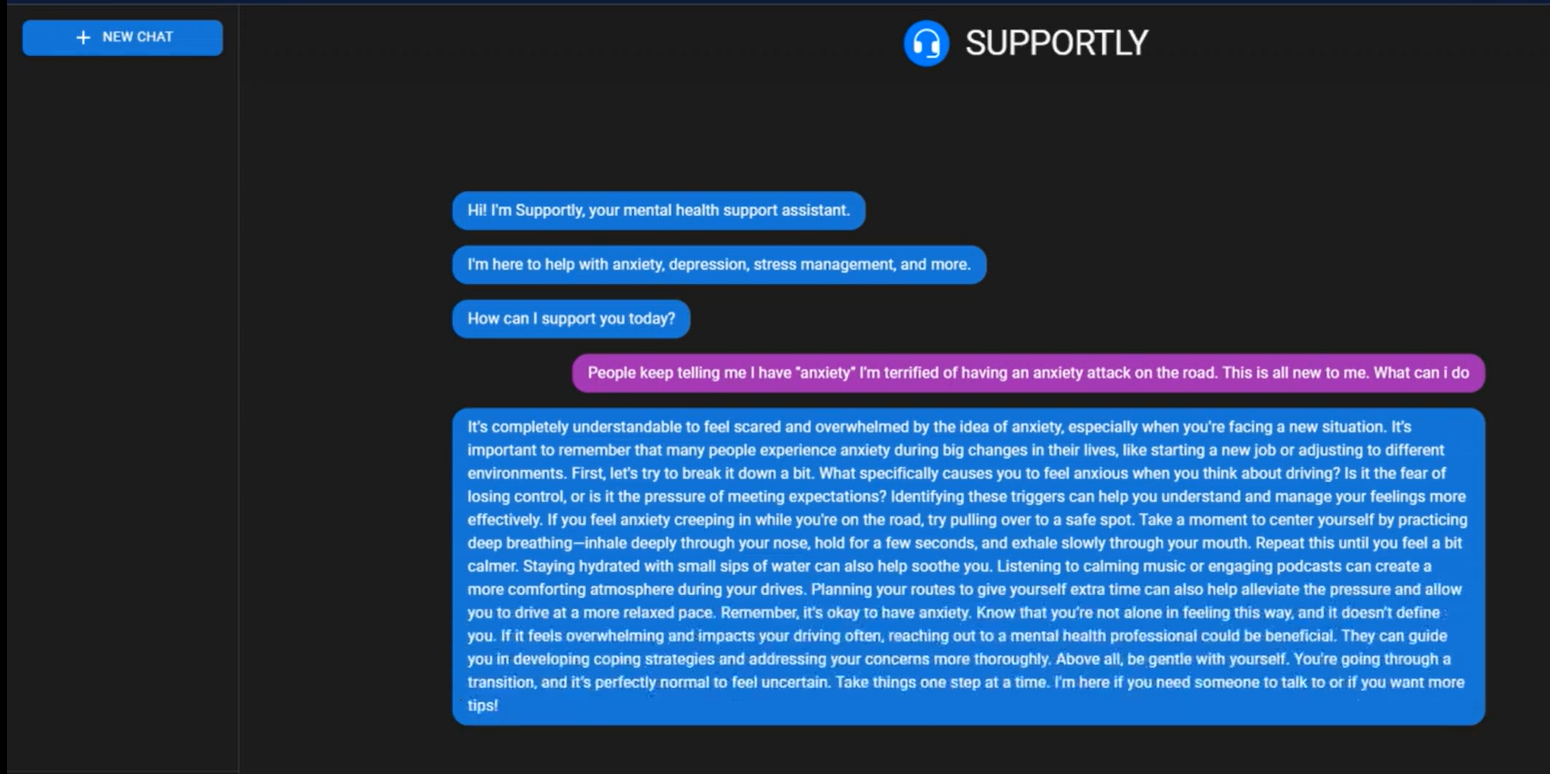 + NEW CHAT
SUPPORTLY
Hi! I'm Supportly, your mental health support assistant.
I'm here to help with anxiety, depression, stress management, and more.
How can I support you today?
People keep telling me I have "anxiety" I'm terrified of having an anxiety attack on the road. This is all new to me. What can i do
It's completely understandable to feel scared and overwhelmed by the idea of anxiety, especially when you're facing a new situation. It's
important to remember that many people experience anxiety during big changes in their lives, like starting a new job or adjusting to different
environments. First, let's try to break it down a bit. What specifically causes you to feel anxious when you think about driving? Is it the fear of
losing control, or is it the pressure of meeting expectations? Identifying these triggers can help you understand and manage your feelings more
effectively. If you feel anxiety creeping in while you're on the road, try pulling over to a safe spot. Take a moment to center yourself by practicing
deep breathing—inhale deeply through your nose, hold for a few seconds, and exhale slowly through your mouth. Repeat this until you feel a bit
calmer. Staying hydrated with small sips of water can also help soothe you. Listening to calming music or engaging podcasts can create a
more comforting atmosphere during your drives. Planning your routes to give yourself extra time can also help alleviate the pressure and allow
you to drive at a more relaxed pace. Remember, it's okay to have anxiety. Know that you're not alone in feeling this way, and it doesn't define
you. If it feels overwhelming and impacts your driving often, reaching out to a mental health professional could be beneficial. They can guide
you in developing coping strategies and addressing your concerns more thoroughly. Above all, be gentle with yourself. You're going through a
transition, and it's perfectly normal to feel uncertain. Take things one step at a time. I'm here if you need someone to talk to or if you want more
tips!